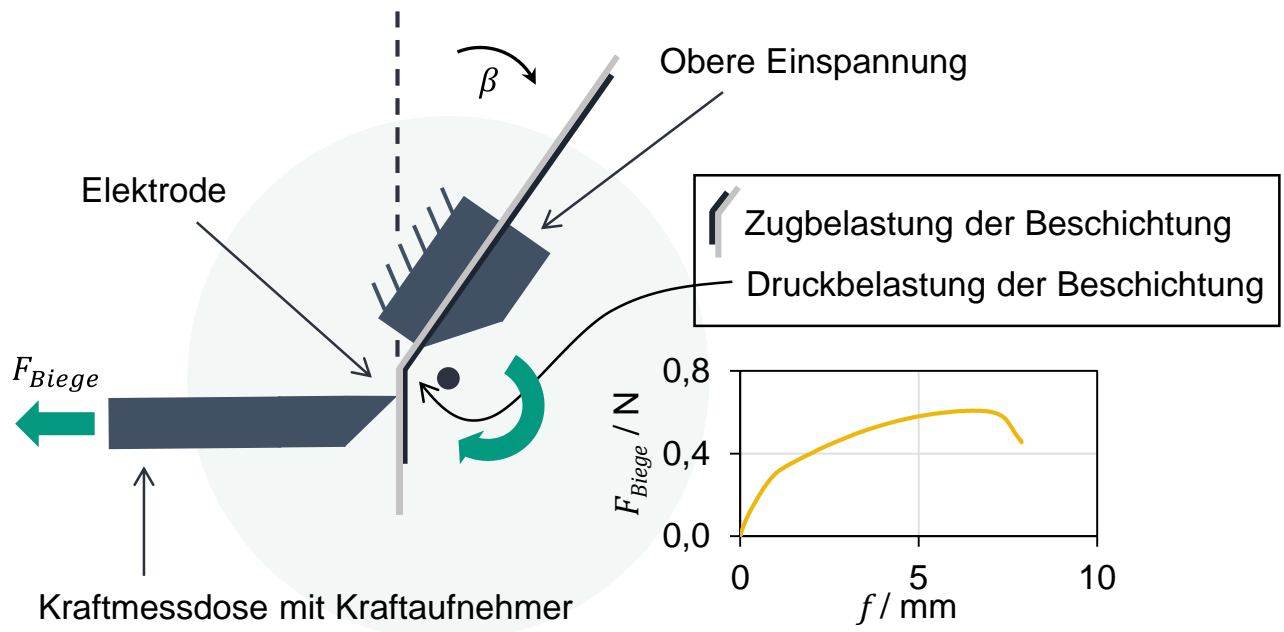 β
Obere Einspannung
Elektrode
Zugbelastung der Beschichtung
Druckbelastung der Beschichtung
F_Biege
Kraftmessdose mit Kraftaufnehmer
F_Biege / N
0,8
0,4
0,0
0
5
10
f / mm